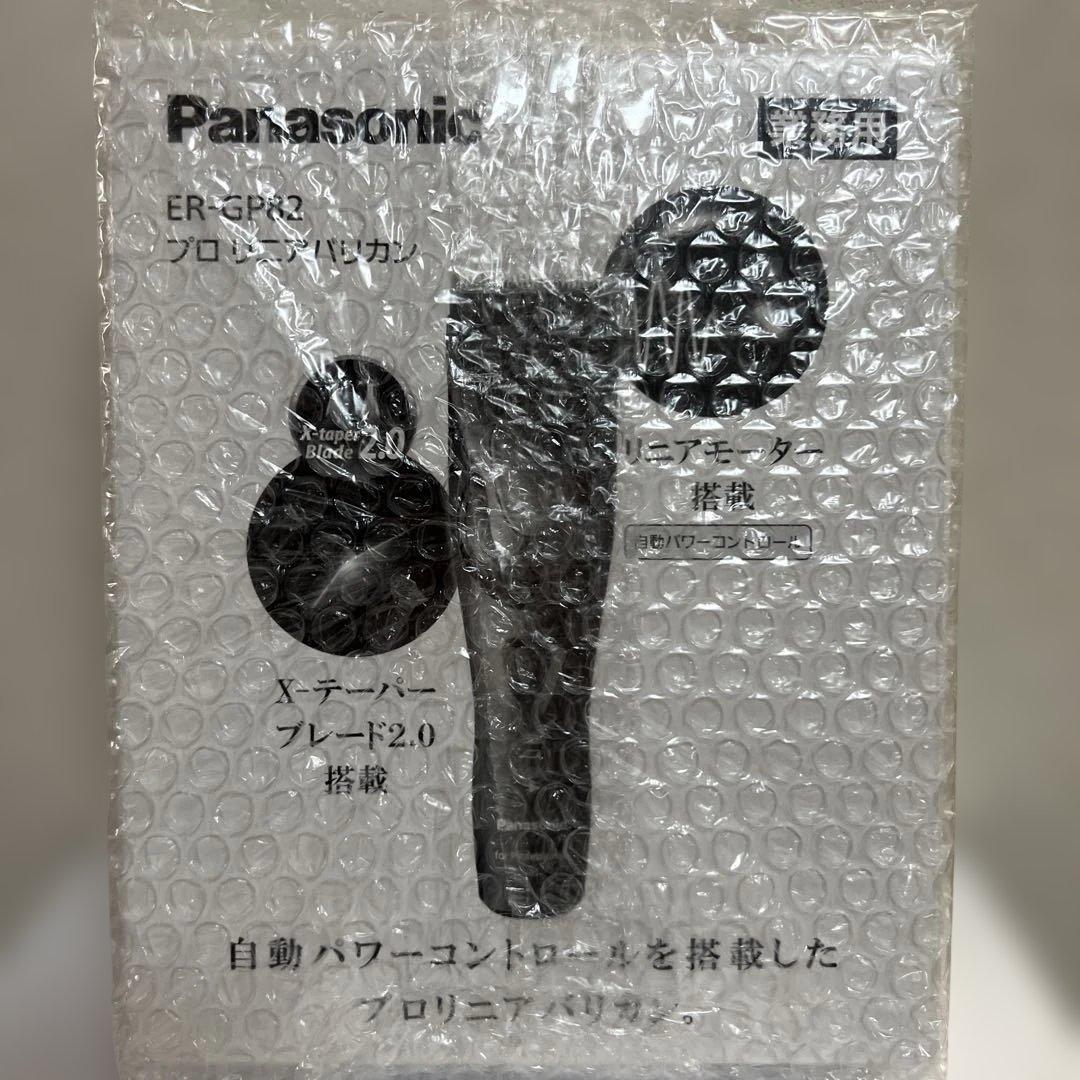 Panasonic
業務用
ER-GP82
プロ リニアバリカン
X-taper
Blade 2.0
リニアモーター
搭載
自動パワーコントロール
X-テーパー
ブレード2.0
搭載
Panasonic
for Professional
自動パワーコントロールを搭載した
プロリニアバリカン。